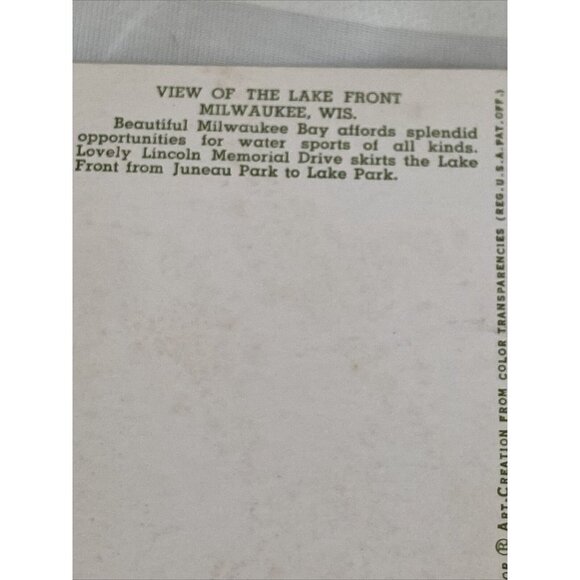 VIEW OF THE LAKE FRONT
MILWAUKEE, WIS.
Beautiful Milwaukee Bay affords splendid
opportunities for water sports of all kinds.
Lovely Lincoln Memorial Drive skirts the Lake
Front from Juneau Park to Lake Park.
® ART-CREATION FROM COLOR TRANSPARENCIES (REG. U.S.A. PAT. OFF.)